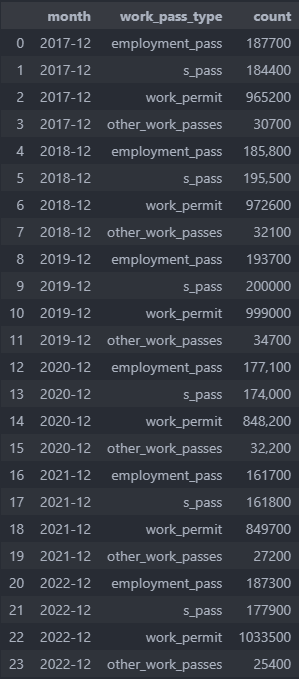 month work_pass_type count
0 2017-12 employment_pass 187700
1 2017-12 s_pass 184400
2 2017-12 work_permit 965200
3 2017-12 other_work_passes 30700
4 2018-12 employment_pass 185,800
5 2018-12 s_pass 195,500
6 2018-12 work_permit 972600
7 2018-12 other_work_passes 32100
8 2019-12 employment_pass 193700
9 2019-12 s_pass 200000
10 2019-12 work_permit 999000
11 2019-12 other_work_passes 34700
12 2020-12 employment_pass 177,100
13 2020-12 s_pass 174,000
14 2020-12 work_permit 848,200
15 2020-12 other_work_passes 32,200
16 2021-12 employment_pass 161700
17 2021-12 s_pass 161800
18 2021-12 work_permit 849700
19 2021-12 other_work_passes 27200
20 2022-12 employment_pass 187300
21 2022-12 s_pass 177900
22 2022-12 work_permit 1033500
23 2022-12 other_work_passes 25400